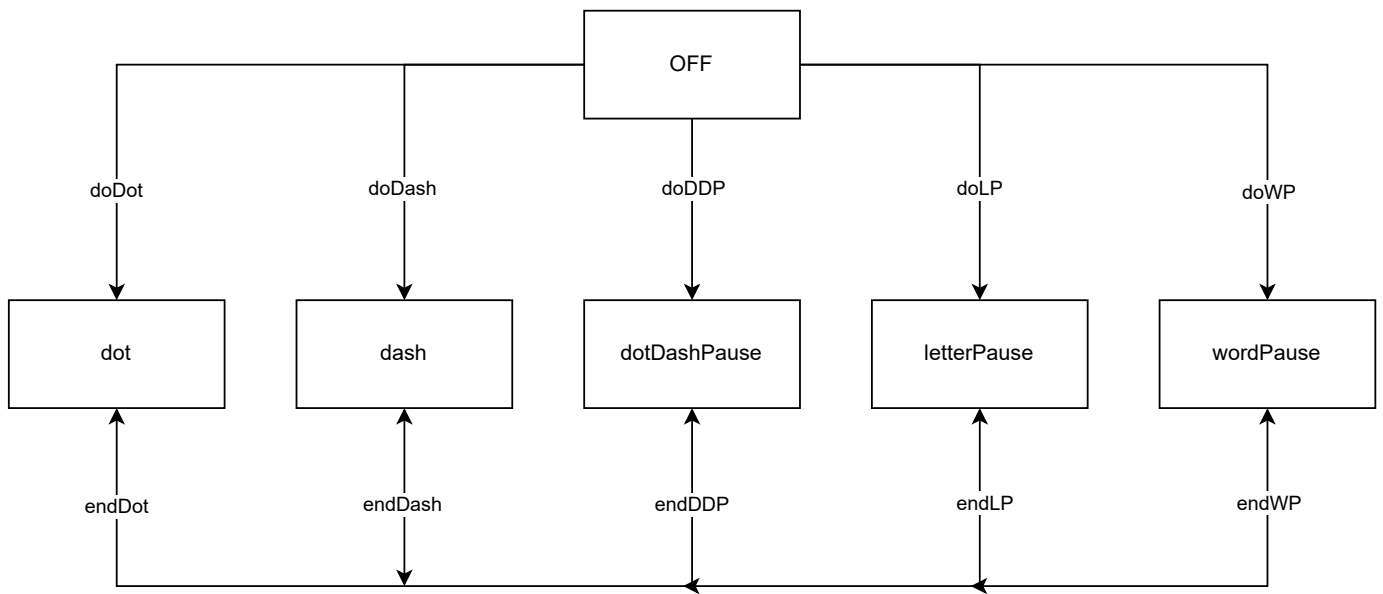 OFF
doDot
doDash
doDDP
doLP
doWP
dot
dash
dotDashPause
letterPause
wordPause
endDot
endDash
endDDP
endLP
endWP